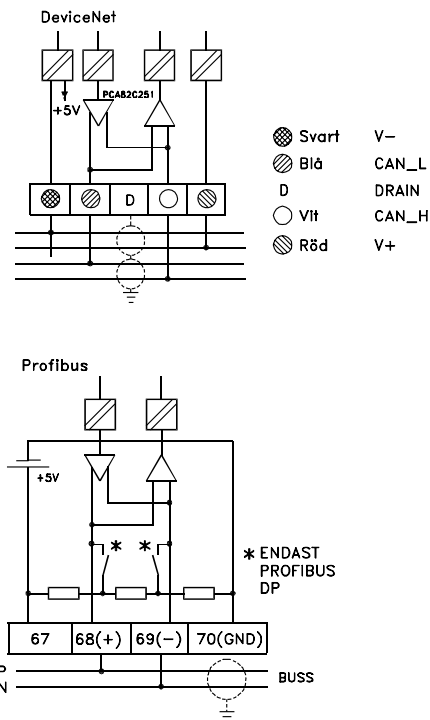 DeviceNet
PCA82C251
+5V
Svart V−
Blå CAN_L
D DRAIN
Vit CAN_H
Röd V+
D
Profibus
+5V
* *
* ENDAST
PROFIBUS
DP
67 68(+) 69(−) 70(GND)
BUSS